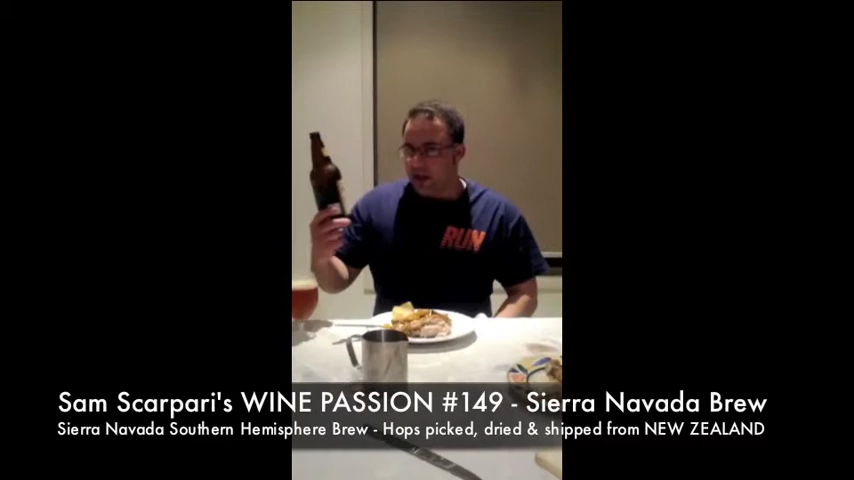 RUN
Sam Scarpari's WINE PASSION #149 - Sierra Navada Brew
Sierra Navada Southern Hemisphere Brew - Hops picked, dried & shipped from NEW ZEALAND